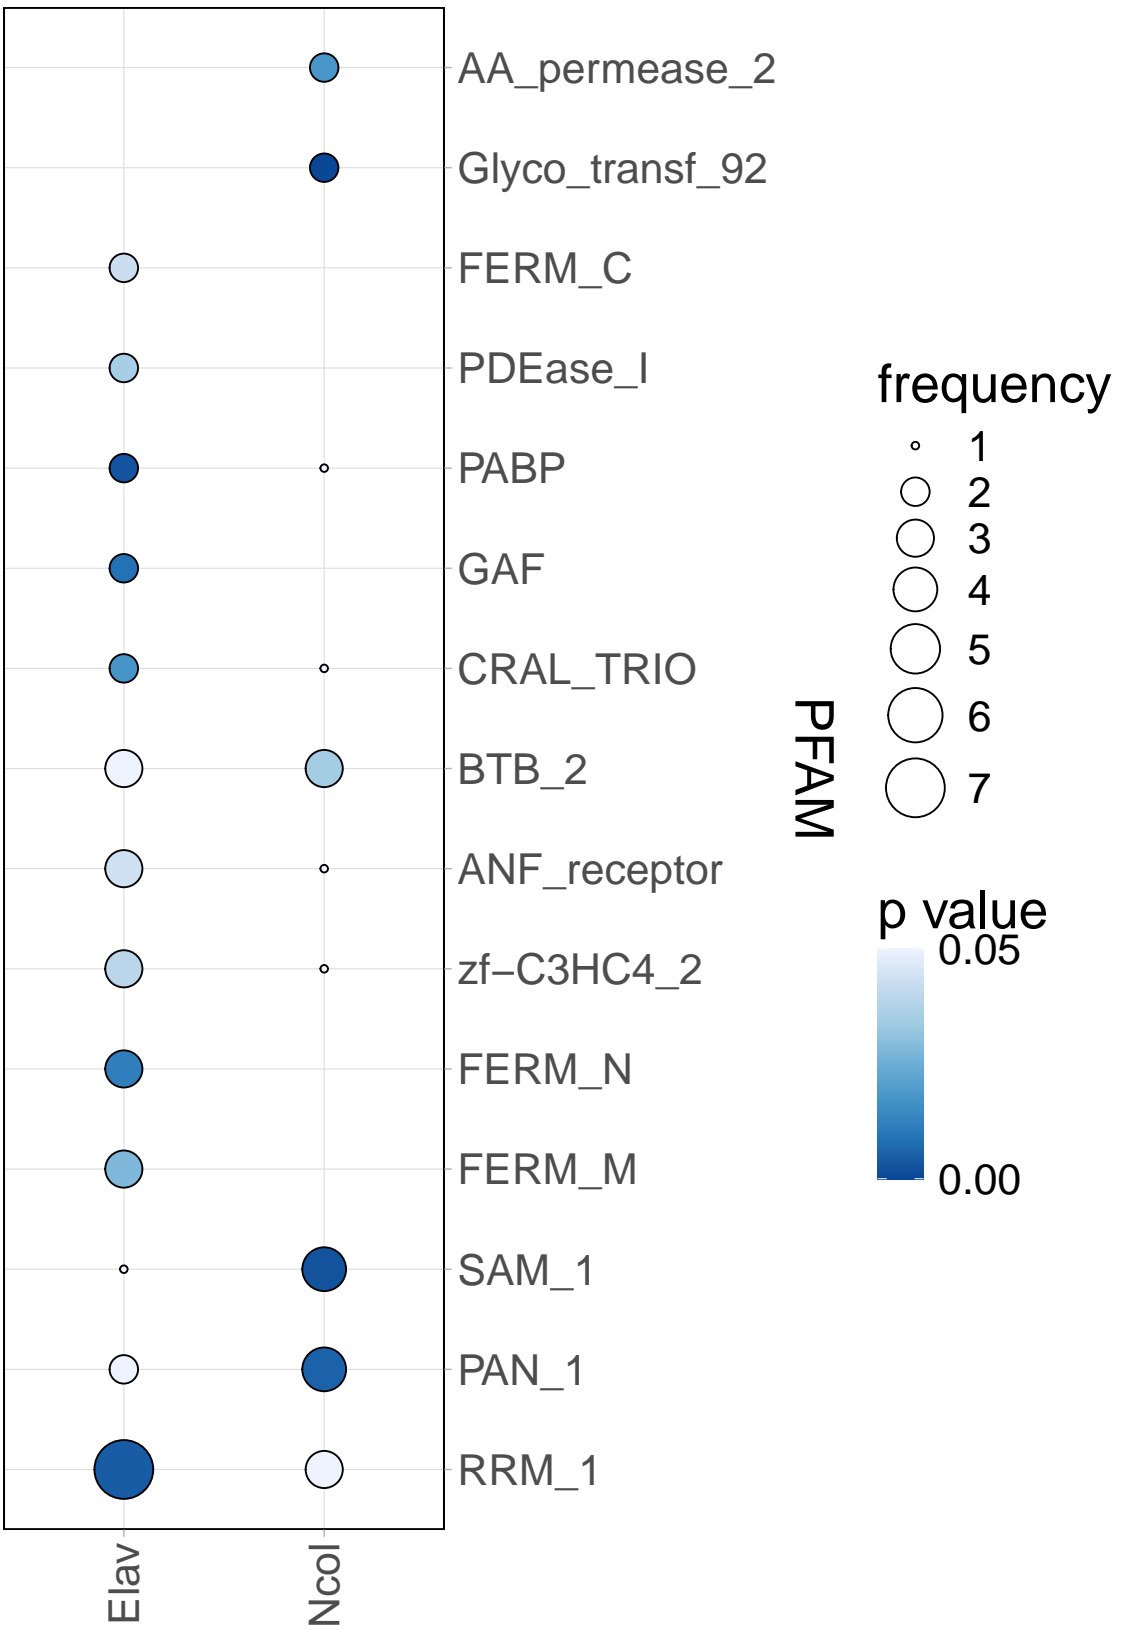 AA_permease_2
Glyco_transf_92
FERM_C
PDEase_I
PABP
GAF
CRAL_TRIO
BTB_2
ANF_receptor
zf−C3HC4_2
FERM_N
FERM_M
SAM_1
PAN_1
RRM_1
Elav
Ncol
PFAM
frequency
1
2
3
4
5
6
7
p value
0.05
0.00